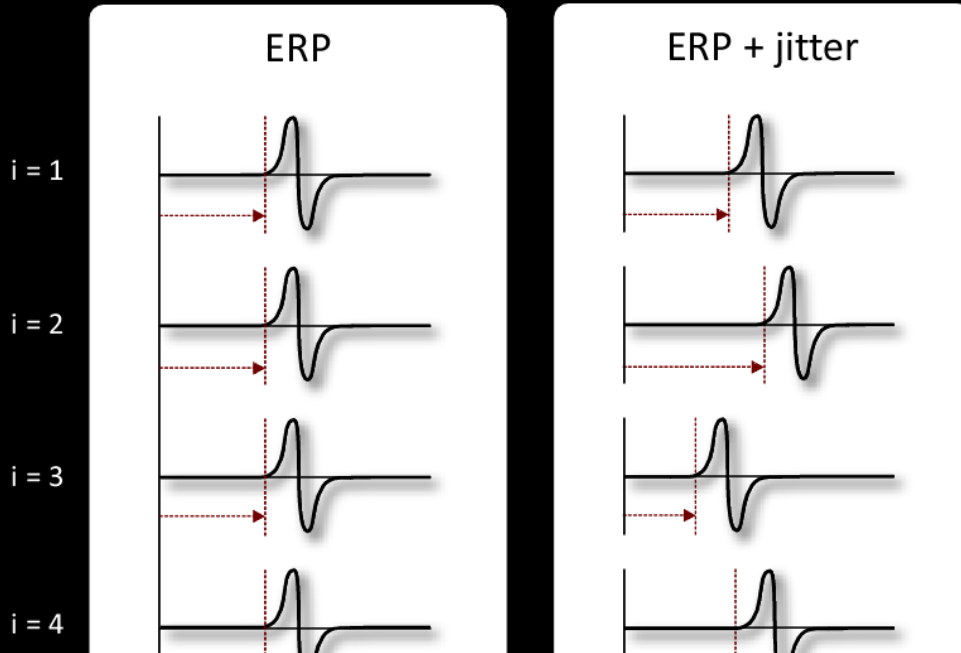 ERP
ERP + jitter
i = 1
i = 2
i = 3
i = 4